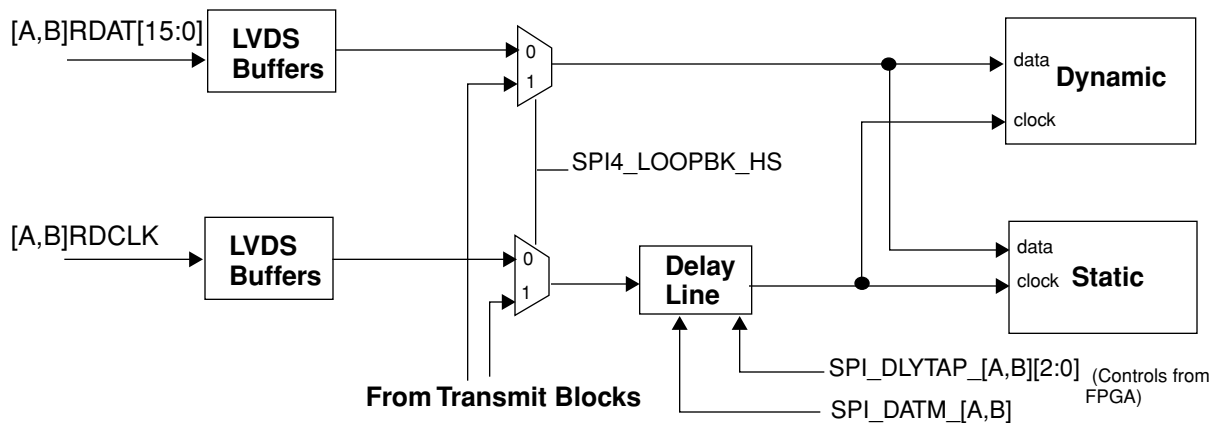 [A,B]RDAT[15:0]
LVDS
Buffers
0
1
data
Dynamic
clock
SPI4_LOOPBK_HS
[A,B]RDCLK
LVDS
Buffers
0
1
Delay
Line
data
clock
Static
From Transmit Blocks
SPI_DLYTAP_[A,B][2:0]
(Controls from
FPGA)
SPI_DATM_[A,B]